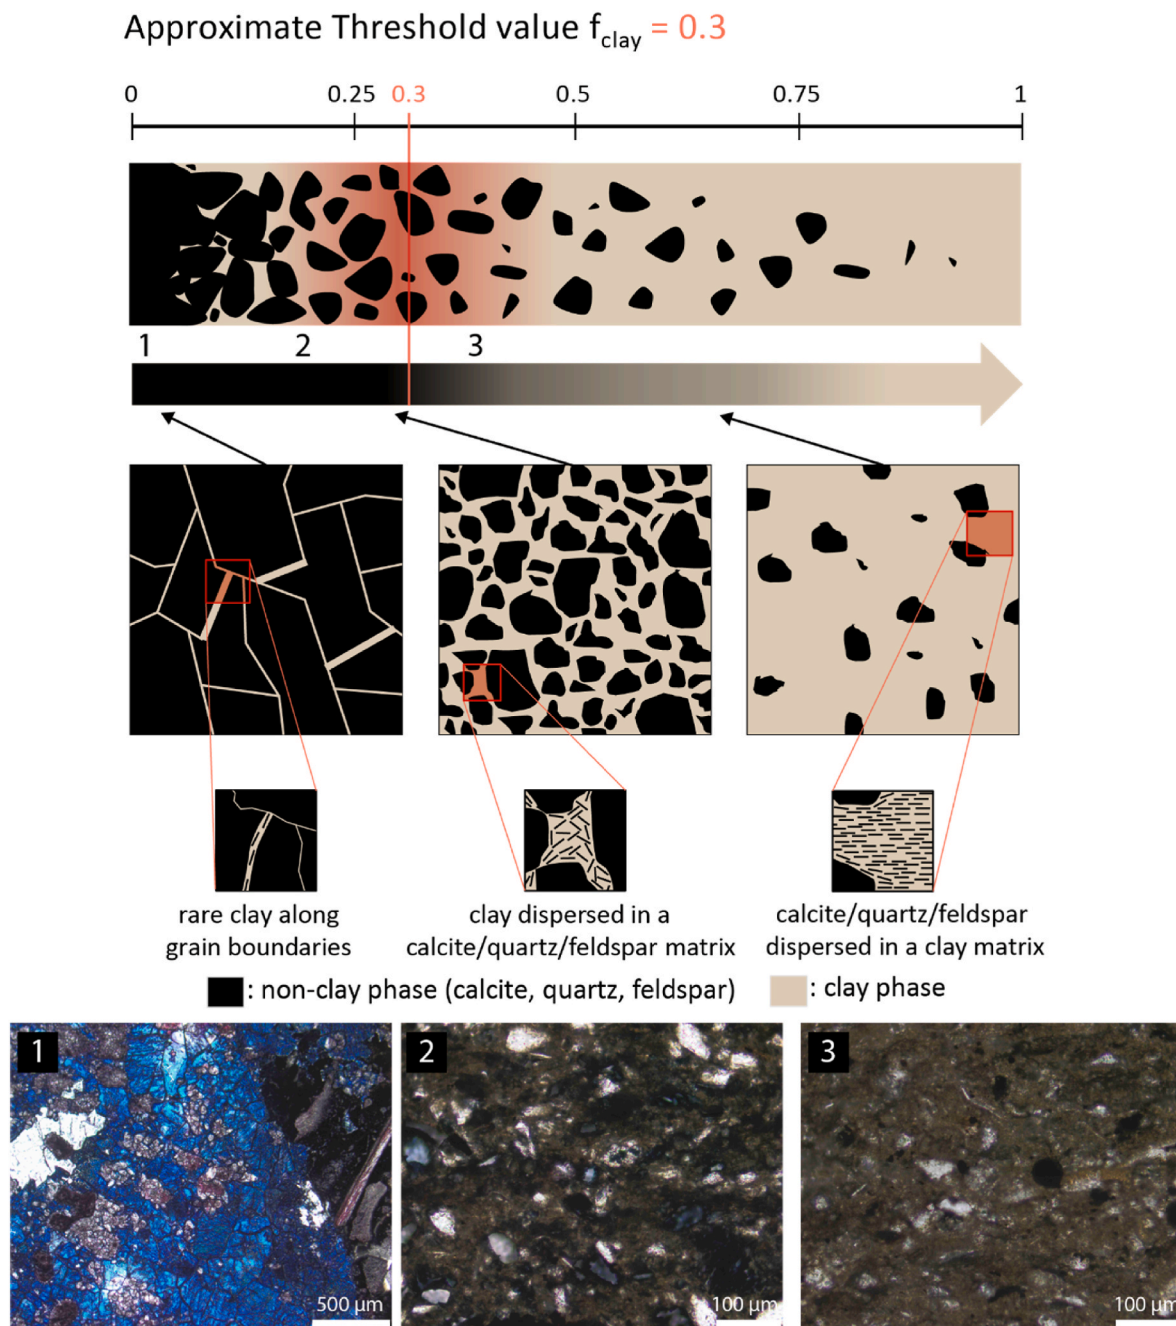 Approximate Threshold value fclay = 0.3
0 0.25 0.3 0.5 0.75 1
1 2 3
rare clay along
grain boundaries
clay dispersed in a
calcite/quartz/feldspar matrix
calcite/quartz/feldspar
dispersed in a clay matrix
: non-clay phase (calcite, quartz, feldspar)
: clay phase
1
500 µm
2
100 µm
3
100 µm